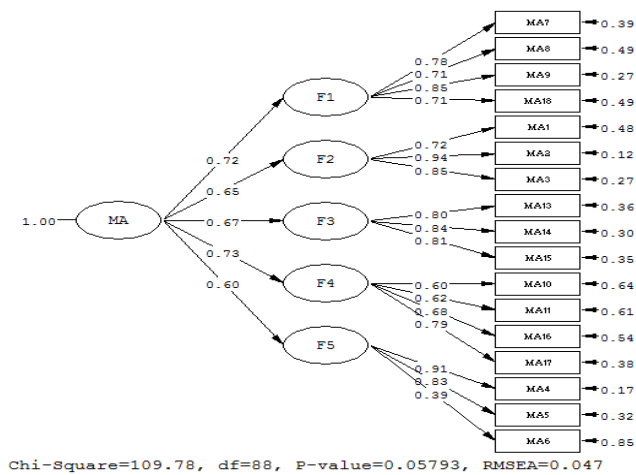 MA7 0.39
0.78 MA8 0.49
0.71
0.85 MA9 0.27
F1 0.71 MA18 0.49
0.72 MA1 0.48
0.72
F2 0.94 MA2 0.12
0.85 MA3 0.27
0.65
0.80 MA13 0.36
1.00 MA 0.67 F3 0.84 MA14 0.30
0.81 MA15 0.35
0.73
F4 0.60 MA10 0.64
0.60 0.62 MA11 0.61
0.68
0.79 MA16 0.54
F5 MA17 0.38
0.91 MA4 0.17
0.83
0.39 MA5 0.32
MA6 0.85
Chi-Square=109.78, df=88, P-value=0.05793, RMSEA=0.047